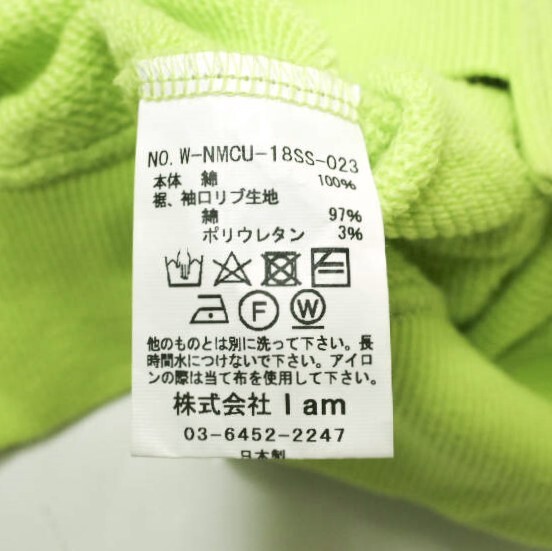 NO. W-NMCU-18SS-023
本体 綿 100%
裾、袖口リブ生地
綿 97%
ポリウレタン 3%
F W
他のものとは別に洗って下さい。長
時間水につけないで下さい。アイロ
ンの際は当て布を使用して下さい。
株式会社 I am
03-6452-2247
日本製